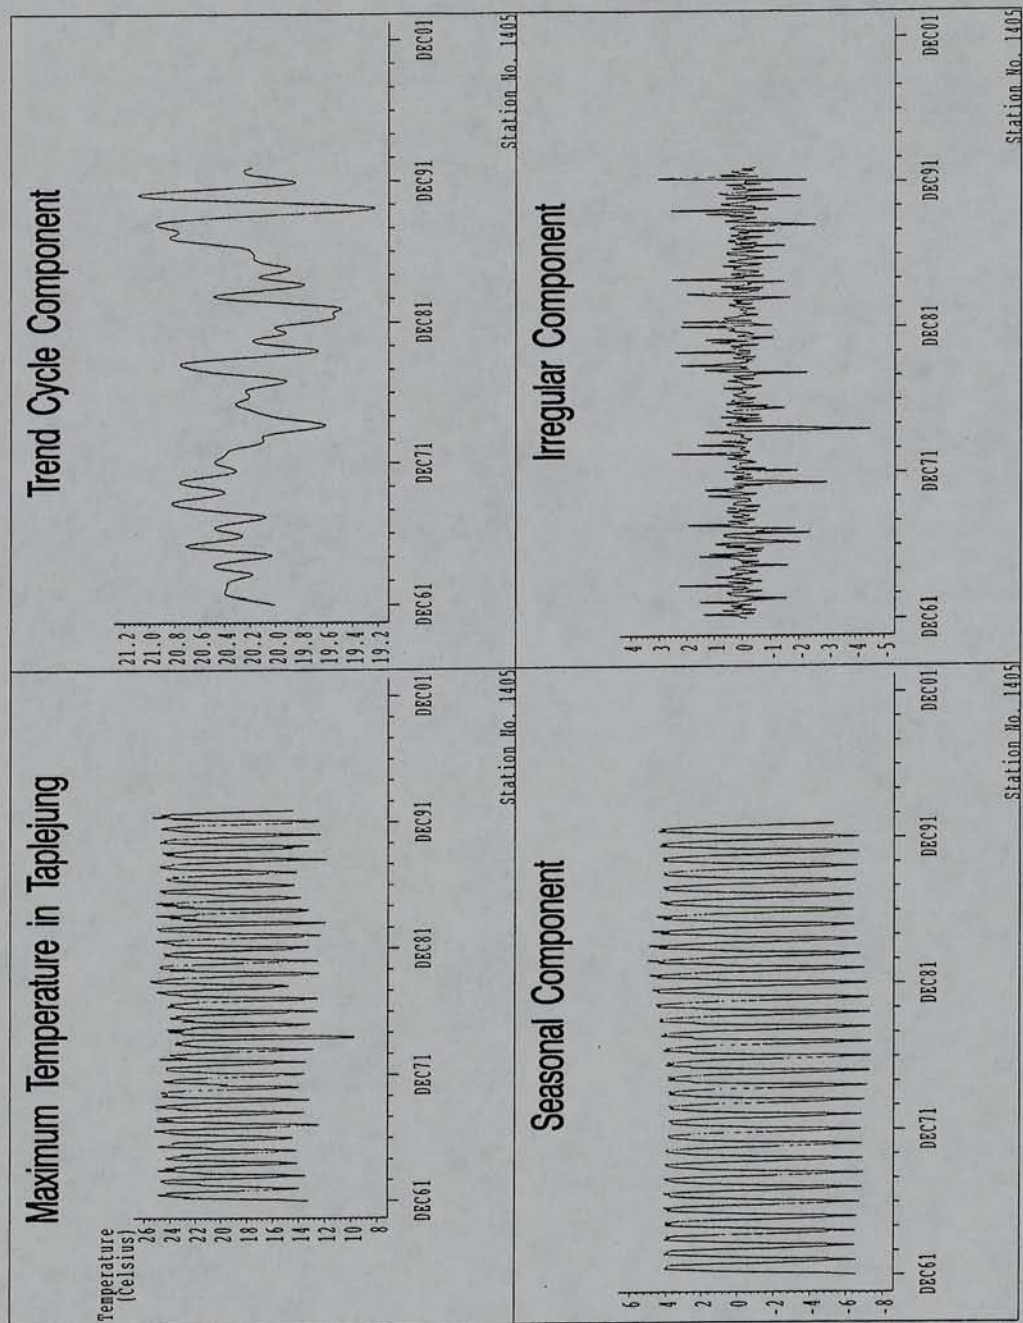 Maximum Temperature in Taplejung
Temperature
(Celsius)
26
24
22
20
18
16
14
12
10
8
DEC61
DEC71
DEC81
DEC91
DEC01
Station No. 1405
Trend Cycle Component
21.2
21.0
20.8
20.6
20.4
20.2
20.0
19.8
19.6
19.4
19.2
DEC61
DEC71
DEC81
DEC91
DEC01
Station No. 1405
Seasonal Component
6
4
2
0
-2
-4
-6
-8
DEC61
DEC71
DEC81
DEC91
DEC01
Station No. 1405
Irregular Component
4
3
2
1
0
-1
-2
-3
-4
-5
DEC61
DEC71
DEC81
DEC91
DEC01
Station No. 1405